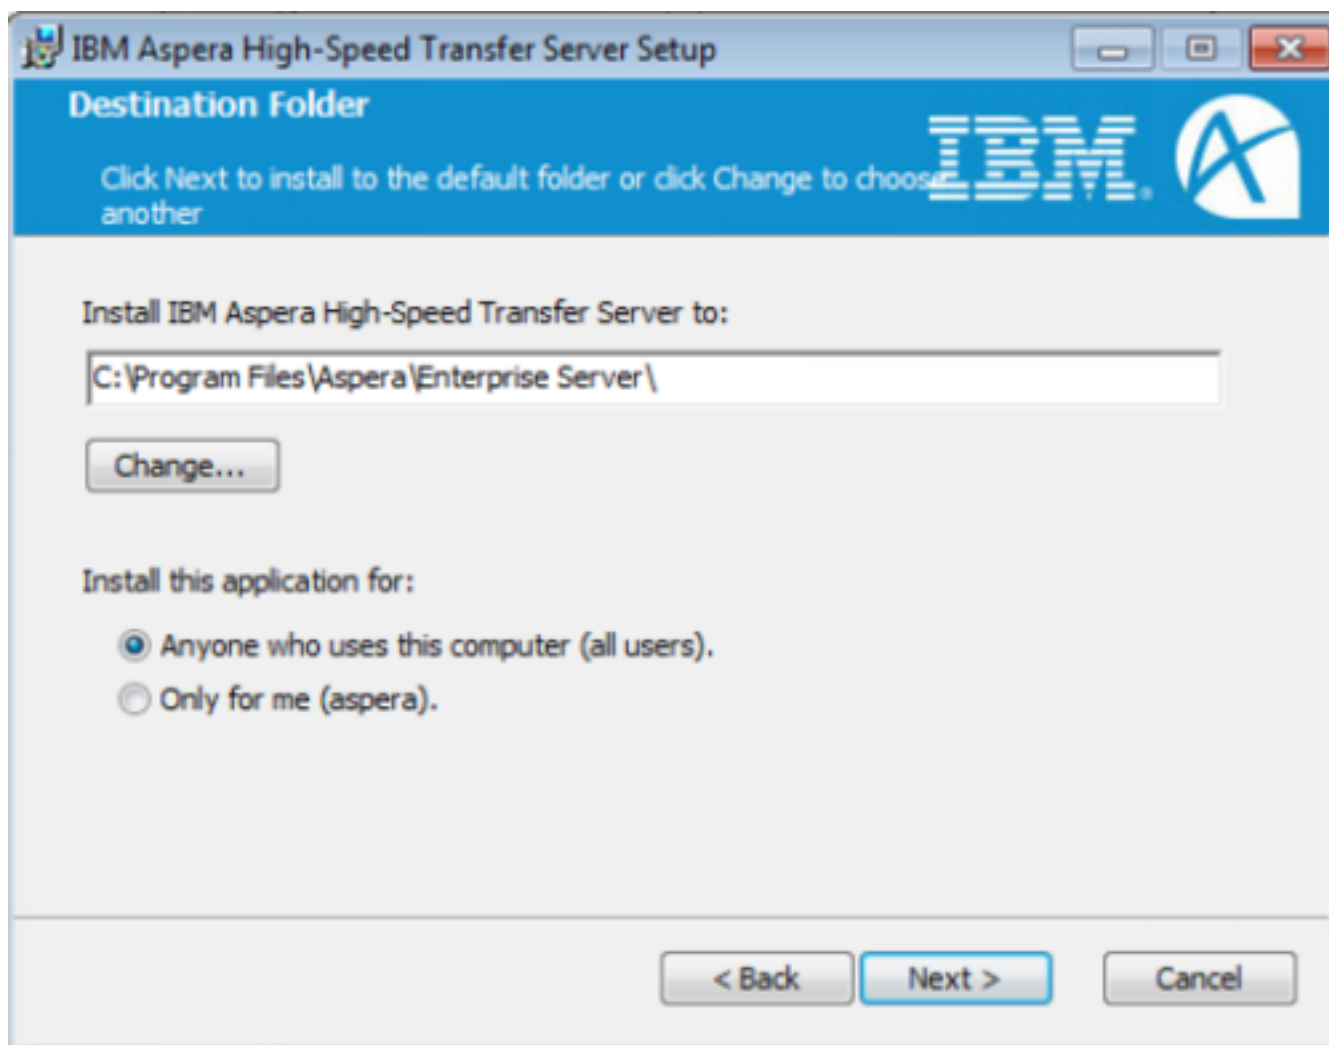 IBM Aspera High-Speed Transfer Server Setup
Destination Folder
Click Next to install to the default folder or click Change to choose
another
IBM®
Install IBM Aspera High-Speed Transfer Server to:
C:\Program Files\Aspera\Enterprise Server\
Change...
Install this application for:
Anyone who uses this computer (all users).
Only for me (aspera).
< Back
Next >
Cancel